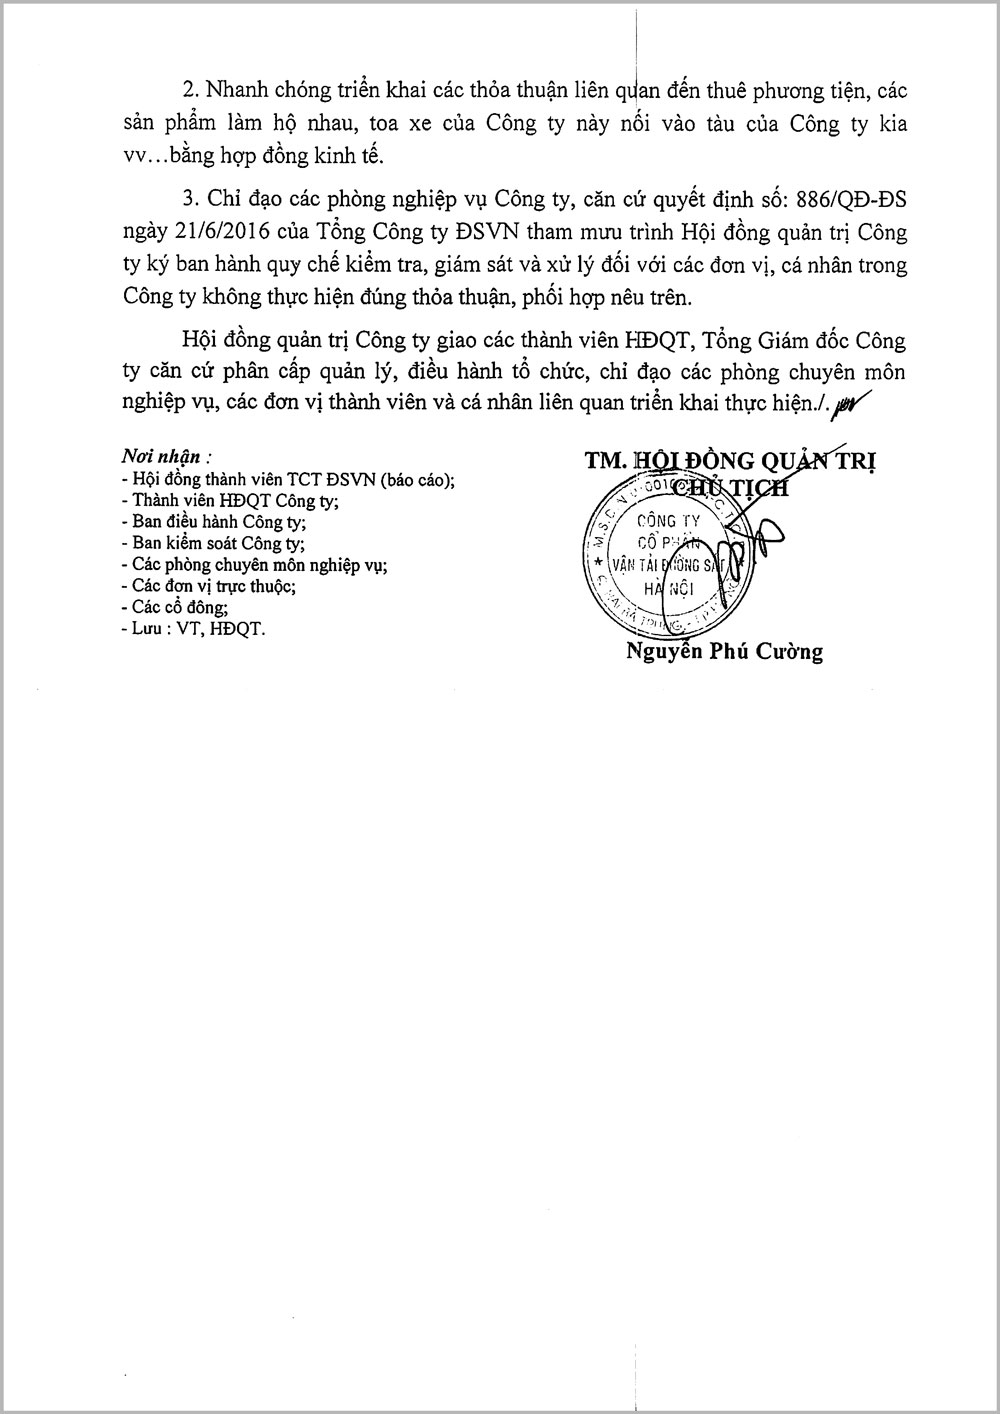 2. Nhanh chóng triển khai các thỏa thuận liên quan đến thuê phương tiện, các
sản phẩm làm hộ nhau, toa xe của Công ty này nối vào tàu của Công ty kia
vv…bằng hợp đồng kinh tế.
3. Chỉ đạo các phòng nghiệp vụ Công ty, căn cứ quyết định số: 886/QĐ-ĐS
ngày 21/6/2016 của Tổng Công ty ĐSVN tham mưu trình Hội đồng quản trị Công
ty ký ban hành quy chế kiểm tra, giám sát và xử lý đối với các đơn vị, cá nhân trong
Công ty không thực hiện đúng thỏa thuận, phối hợp nêu trên.
Hội đồng quản trị Công ty giao các thành viên HĐQT, Tổng Giám đốc Công
ty căn cứ phân cấp quản lý, điều hành tổ chức, chỉ đạo các phòng chuyên môn
nghiệp vụ, các đơn vị thành viên và cá nhân liên quan triển khai thực hiện./.
Nơi nhận :
- Hội đồng thành viên TCT ĐSVN (báo cáo);
- Thành viên HĐQT Công ty;
- Ban điều hành Công ty;
- Ban kiểm soát Công ty;
- Các phòng chuyên môn nghiệp vụ;
- Các đơn vị trực thuộc;
- Các cổ đông;
- Lưu : VT, HĐQT.
TM. HỘI ĐỒNG QUẢN TRỊ
CHỦ TỊCH
CÔNG TY
CỔ PHẦN
VẬN TẢI ĐƯỜNG SẮT
HÀ NỘI
Nguyễn Phú Cường